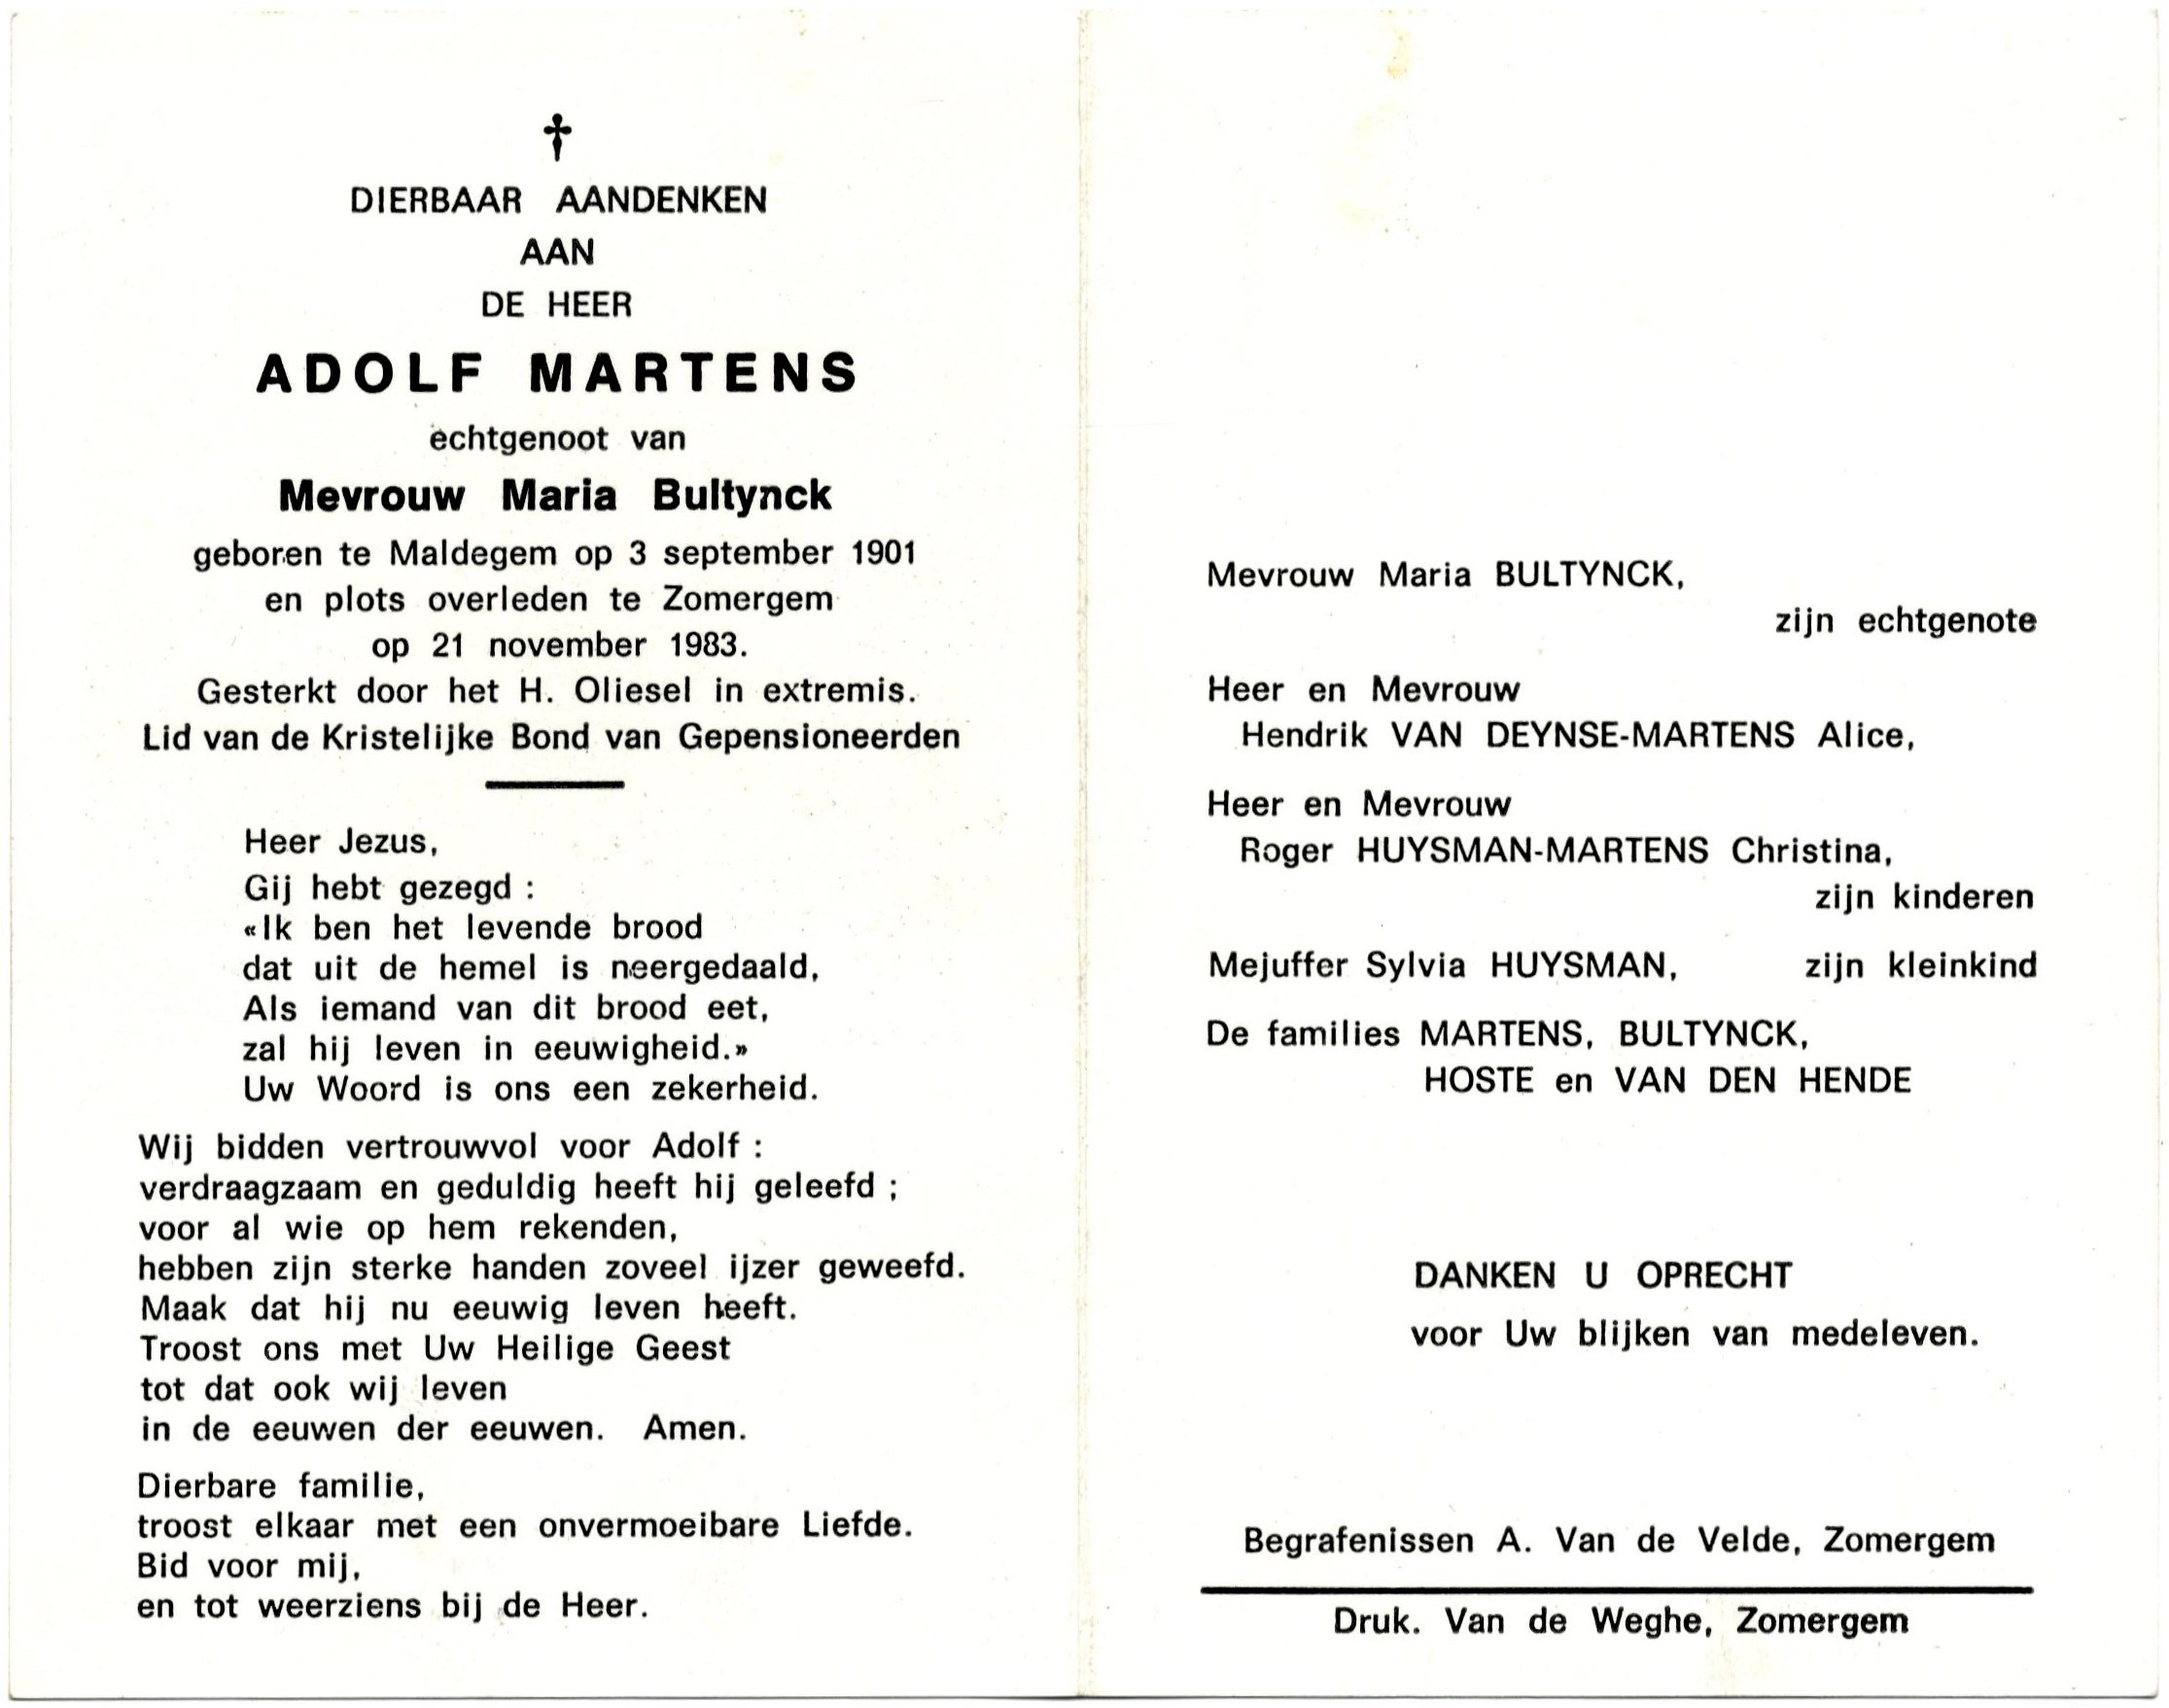 †
DIERBAAR AANDENKEN
AAN
DE HEER
ADOLF MARTENS
echtgenoot van
Mevrouw Maria Bultynck
geboren te Maldegem op 3 september 1901
en plots overleden te Zomergem
op 21 november 1983.
Gesterkt door het H. Oliesel in extremis.
Lid van de Kristelijke Bond van Gepensioneerden
Heer Jezus,
Gij hebt gezegd :
«Ik ben het levende brood
dat uit de hemel is neergedaald,
Als iemand van dit brood eet,
zal hij leven in eeuwigheid.»
Uw Woord is ons een zekerheid.
Wij bidden vertrouwvol voor Adolf :
verdraagzaam en geduldig heeft hij geleefd ;
voor al wie op hem rekenden,
hebben zijn sterke handen zoveel ijzer geweefd.
Maak dat hij nu eeuwig leven heeft.
Troost ons met Uw Heilige Geest
tot dat ook wij leven
in de eeuwen der eeuwen. Amen.
Dierbare familie,
troost elkaar met een onvermoeibare Liefde.
Bid voor mij,
en tot weerziens bij de Heer.
Mevrouw Maria BULTYNCK,
zijn echtgenote
Heer en Mevrouw
Hendrik VAN DEYNSE-MARTENS Alice,
Heer en Mevrouw
Roger HUYSMAN-MARTENS Christina,
zijn kinderen
Mejuffer Sylvia HUYSMAN, zijn kleinkind
De families MARTENS, BULTYNCK,
HOSTE en VAN DEN HENDE
DANKEN U OPRECHT
voor Uw blijken van medeleven.
Begrafenissen A. Van de Velde, Zomergem
Druk. Van de Weghe, Zomergem